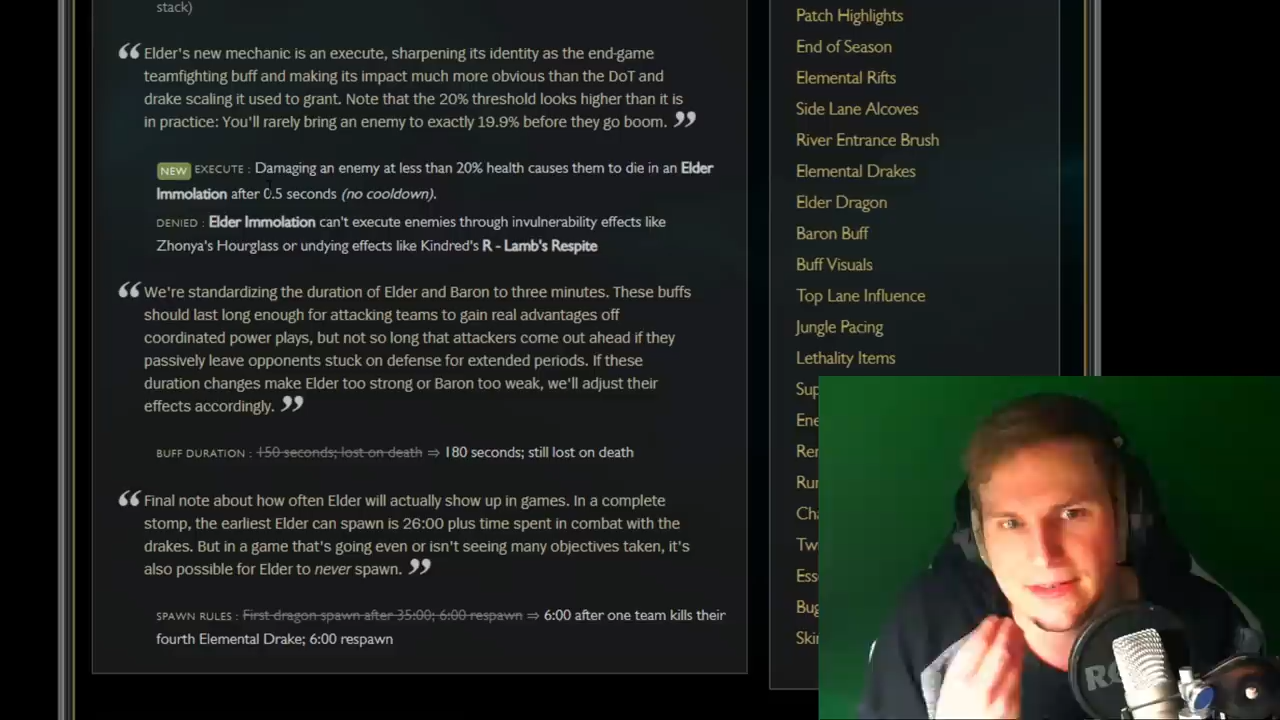 stack)
Elder's new mechanic is an execute, sharpening its identity as the end-game
teamfighting buff and making its impact much more obvious than the DoT and
drake scaling it used to grant. Note that the 20% threshold looks higher than it is
in practice: You'll rarely bring an enemy to exactly 19.9% before they go boom.
NEW EXECUTE : Damaging an enemy at less than 20% health causes them to die in an Elder
Immolation after 0.5 seconds (no cooldown).
DENIED : Elder Immolation can't execute enemies through invulnerability effects like
Zhonya's Hourglass or undying effects like Kindred's R - Lamb's Respite
We're standardizing the duration of Elder and Baron to three minutes. These buffs
should last long enough for attacking teams to gain real advantages off
coordinated power plays, but not so long that attackers come out ahead if they
passively leave opponents stuck on defense for extended periods. If these
duration changes make Elder too strong or Baron too weak, we'll adjust their
effects accordingly.
BUFF DURATION : 150 seconds; lost on death ⇒ 180 seconds; still lost on death
Final note about how often Elder will actually show up in games. In a complete
stomp, the earliest Elder can spawn is 26:00 plus time spent in combat with the
drakes. But in a game that's going even or isn't seeing many objectives taken, it's
also possible for Elder to never spawn.
SPAWN RULES : First dragon spawn after 35:00; 6:00 respawn ⇒ 6:00 after one team kills their
fourth Elemental Drake; 6:00 respawn
Patch Highlights
End of Season
Elemental Rifts
Side Lane Alcoves
River Entrance Brush
Elemental Drakes
Elder Dragon
Baron Buff
Buff Visuals
Top Lane Influence
Jungle Pacing
Lethality Items
Sup
Ene
Ren
Run
Cha
Tw
Ess
Bug
Skin